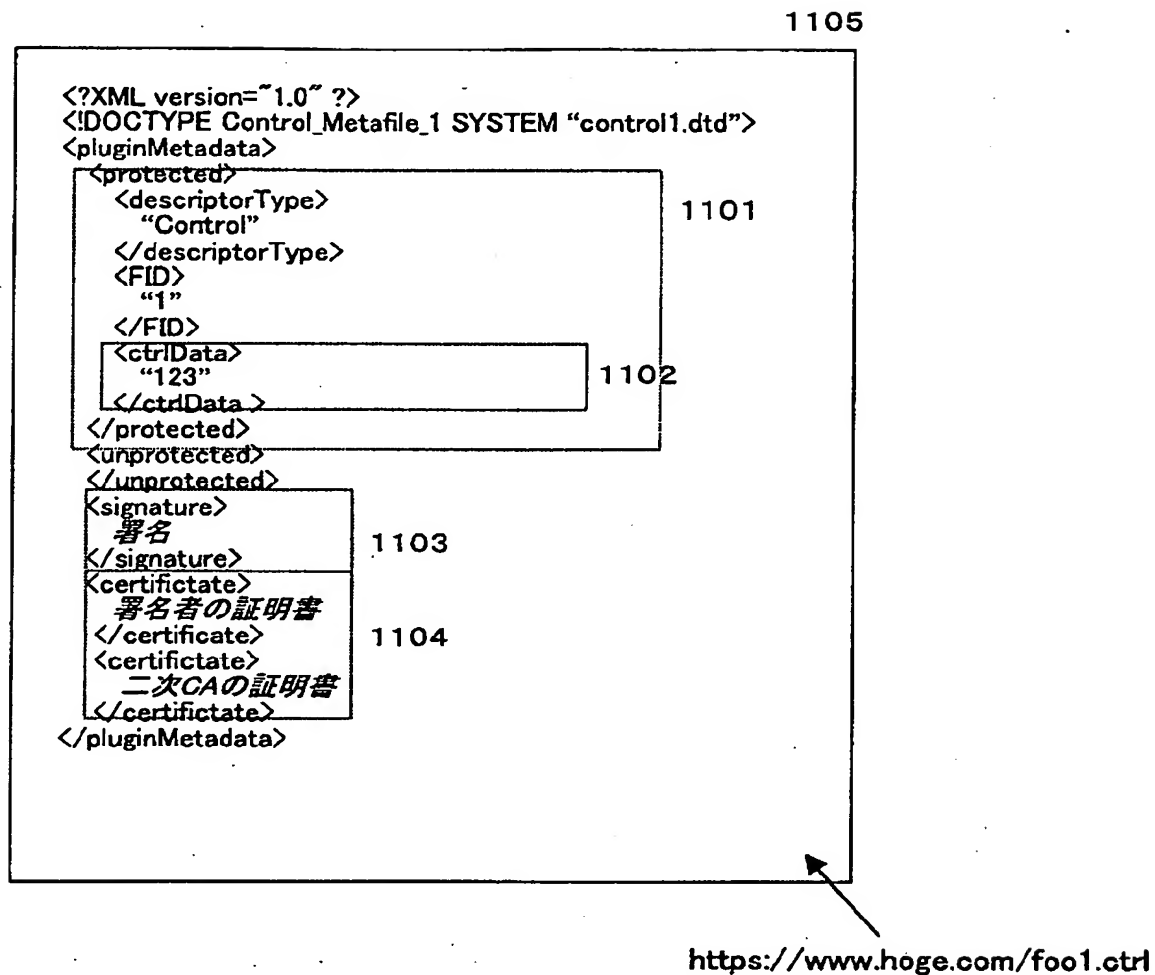 1105
<?XML version=˝1.0˝ ?>
<!DOCTYPE Control_Metafile_1 SYSTEM “control1.dtd”>
<pluginMetadata>
<protected>
<descriptorType>
1101
“Control”
</descriptorType>
<FID>
“1”
</FID>
<ctrlData>
“123”
1102
</ctrlData >
</protected>
<unprotected>
</unprotected>
<signature>
署名
1103
</signature>
<certifictate>
署名者の証明書
</certificate>
1104
<certifictate>
二次CAの証明書
</certifictate>
</pluginMetadata>
https://www.hoge.com/foo1.ctrl